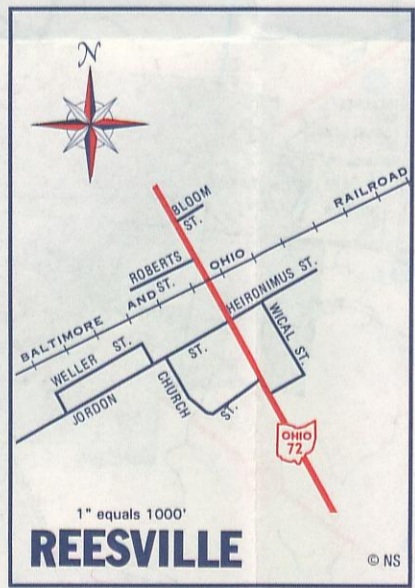 N
BLOOM
ST.
BALTIMORE AND OHIO RAILROAD
ROBERTS ST.
HEIRONIMUS ST.
WELLER ST.
WICAL ST.
JORDON ST.
CHURCH ST.
OHIO
72
1" equals 1000'
REESVILLE
© NS